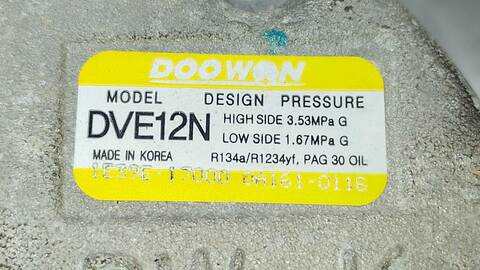 DOOWON
MODEL DESIGN PRESSURE
DVE12N HIGH SIDE 3.53MPa G
LOW SIDE 1.67MPa G
MADE IN KOREA R134a/R1234yf, PAG 30 OIL